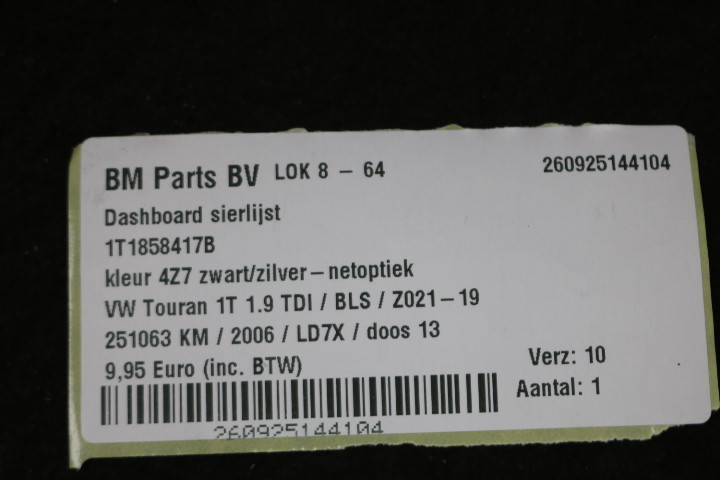 BM Parts BV LOK 8 – 64 260925144104
Dashboard sierlijst
1T1858417B
kleur 4Z7 zwart/zilver – netoptiek
VW Touran 1T 1.9 TDI / BLS / Z021 – 19
251063 KM / 2006 / LD7X / doos 13
9,95 Euro (inc. BTW) Verz: 10
Aantal: 1
260925144104